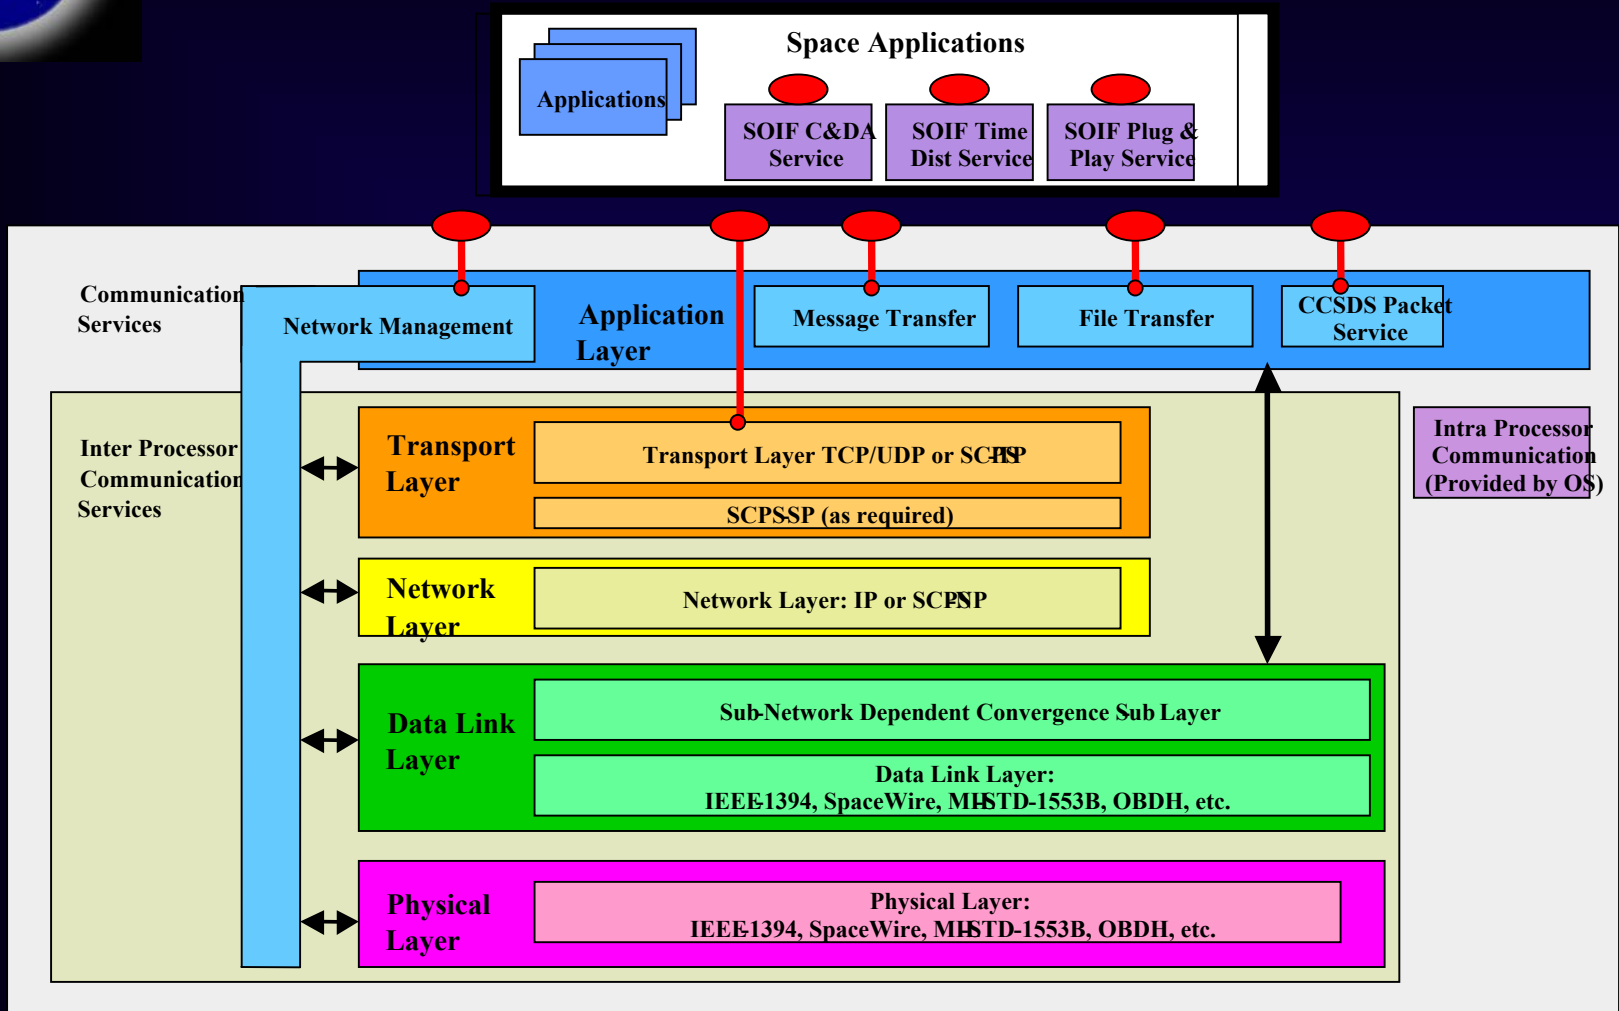 Space Applications
Applications
SOIF C&DA
Service
SOIF Time
Dist Service
SOIF Plug &
Play Service
Communication
Services
Network Management
Application
Layer
Message Transfer
File Transfer
CCSDS Packet
Service
Inter Processor
Communication
Services
Transport
Layer
Transport Layer TCP/UDP or SCPS-TP
SCPS-SP (as required)
Intra Processor
Communication
(Provided by OS)
Network
Layer
Network Layer: IP or SCPS-NP
Data Link
Layer
Sub-Network Dependent Convergence Sub-Layer
Data Link Layer:
IEEE-1394, SpaceWire, MIL-STD-1553B, OBDH, etc.
Physical
Layer
Physical Layer:
IEEE-1394, SpaceWire, MIL-STD-1553B, OBDH, etc.